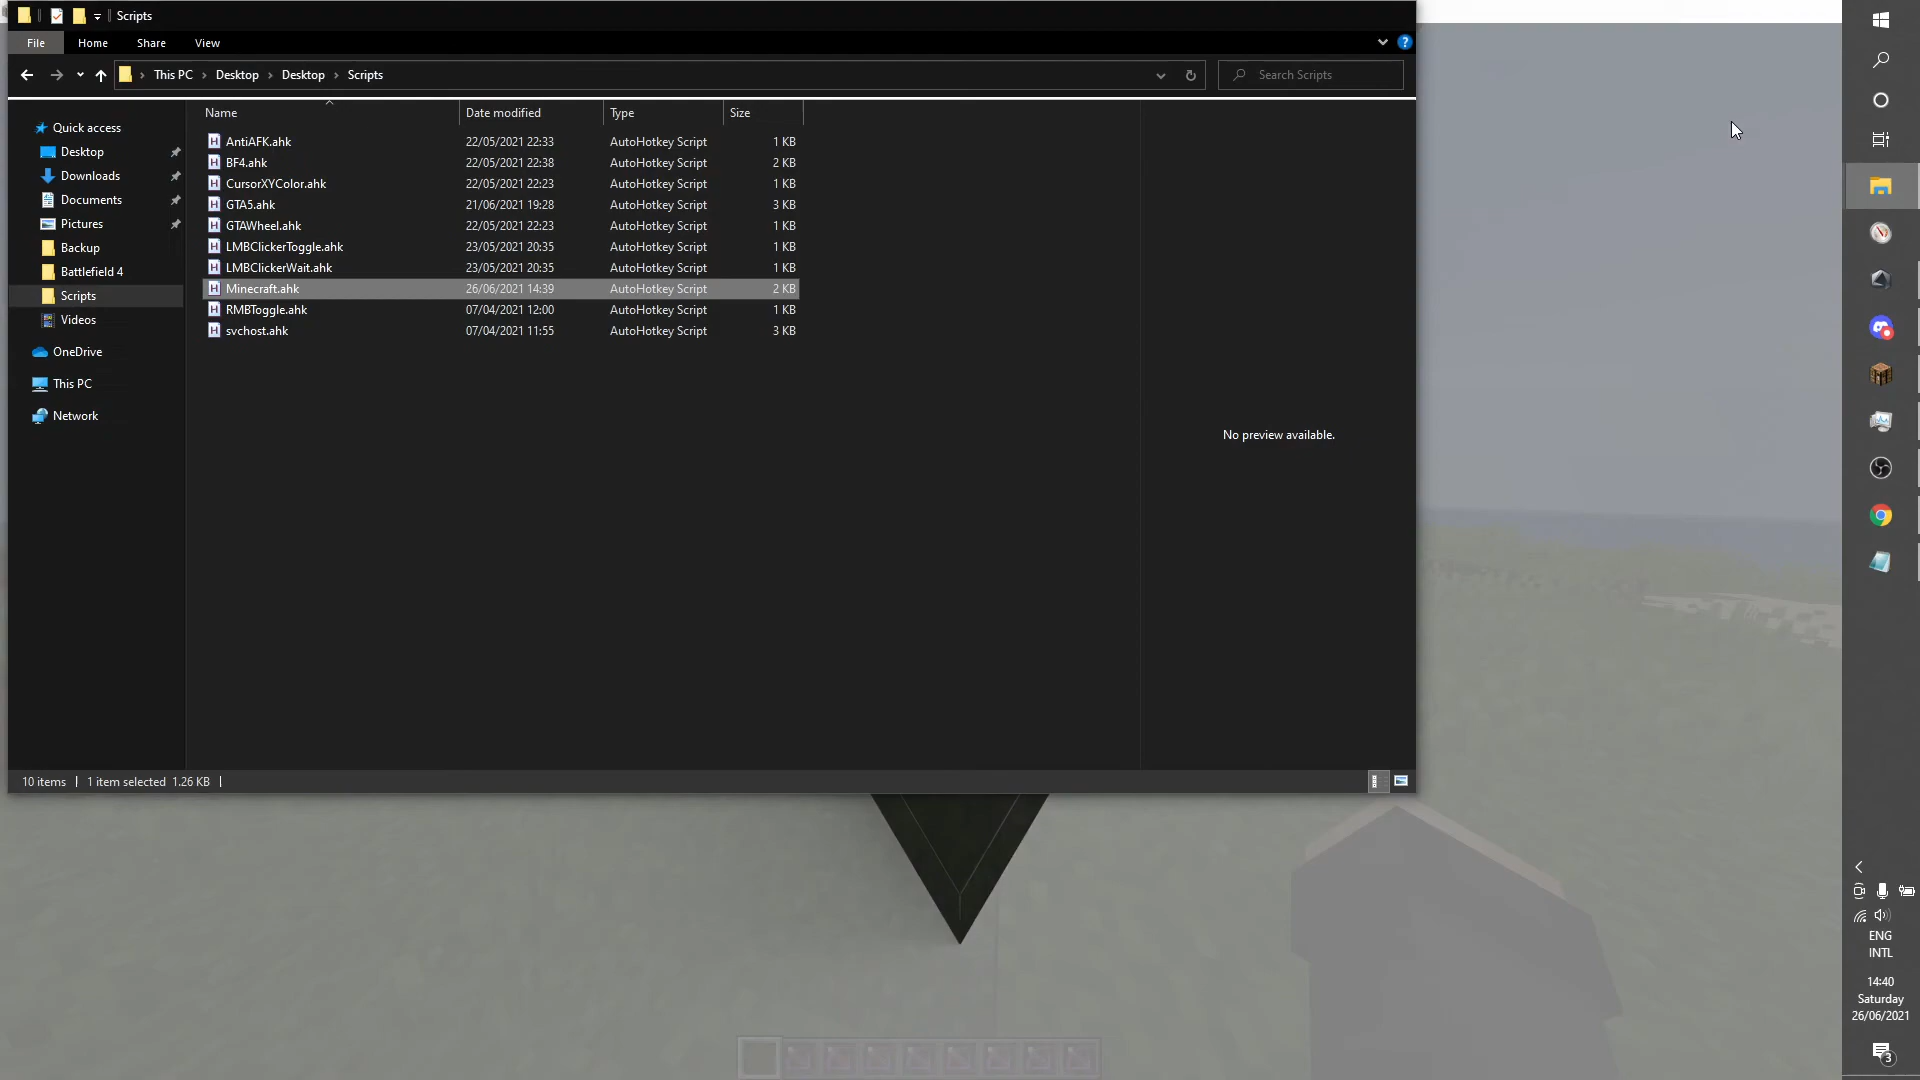 Scripts
File Home Share View
This PC Desktop Desktop Scripts
Search Scripts
Name Date modified Type Size
Quick access
Desktop
Downloads
Documents
Pictures
Backup
Battlefield 4
Scripts
Videos
OneDrive
This PC
Network
AntiAFK.ahk 22/05/2021 22:33 AutoHotkey Script 1 KB
BF4.ahk 22/05/2021 22:38 AutoHotkey Script 2 KB
CursorXYColor.ahk 22/05/2021 22:23 AutoHotkey Script 1 KB
GTA5.ahk 21/06/2021 19:28 AutoHotkey Script 3 KB
GTAWheel.ahk 22/05/2021 22:23 AutoHotkey Script 1 KB
LMBClickerToggle.ahk 23/05/2021 20:35 AutoHotkey Script 1 KB
LMBClickerWait.ahk 23/05/2021 20:35 AutoHotkey Script 1 KB
Minecraft.ahk 26/06/2021 14:39 AutoHotkey Script 2 KB
RMBToggle.ahk 07/04/2021 12:00 AutoHotkey Script 1 KB
svchost.ahk 07/04/2021 11:55 AutoHotkey Script 3 KB
No preview available.
10 items 1 item selected 1.26 KB
ENG
INTL
14:40
Saturday
26/06/2021
3